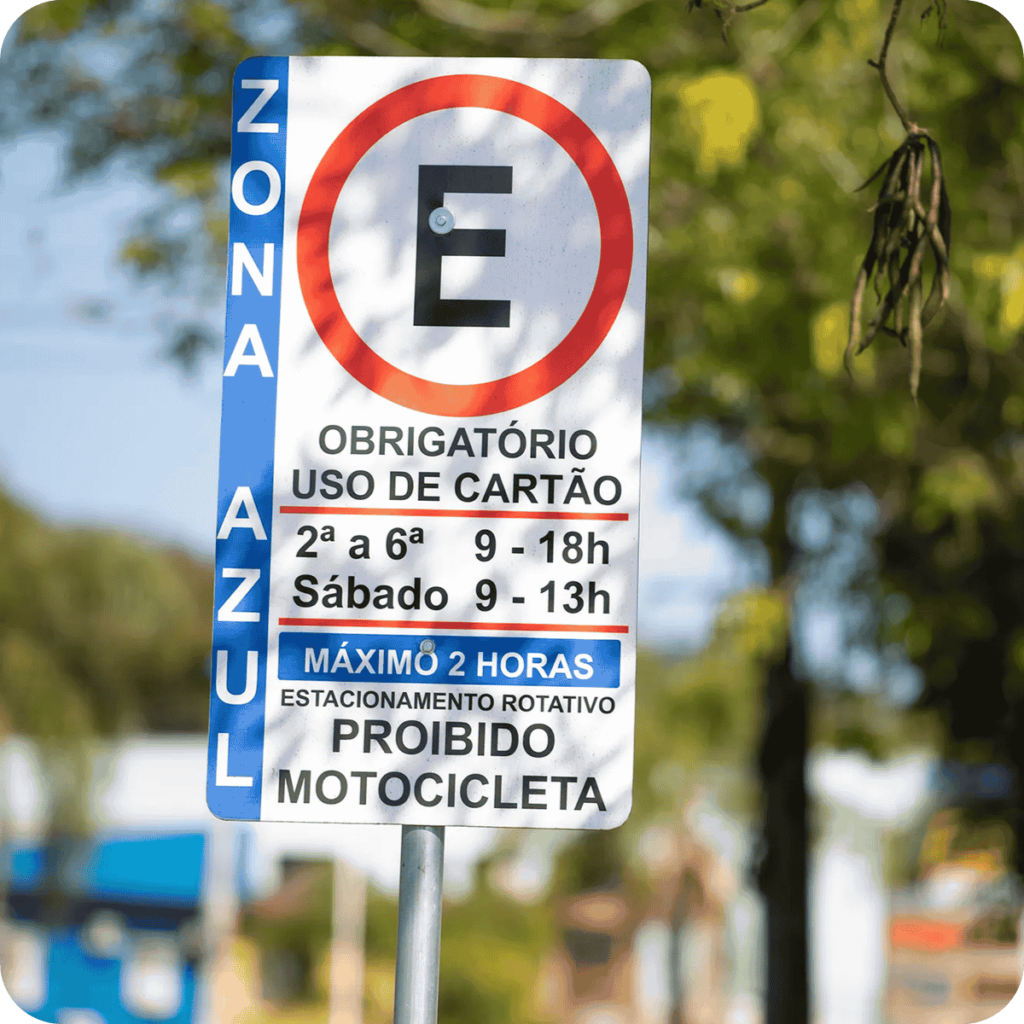 ZONA AZUL
E
OBRIGATÓRIO
USO DE CARTÃO
2ª a 6ª 9 - 18h
Sábado 9 - 13h
MÁXIMO 2 HORAS
ESTACIONAMENTO ROTATIVO
PROIBIDO
MOTOCICLETA